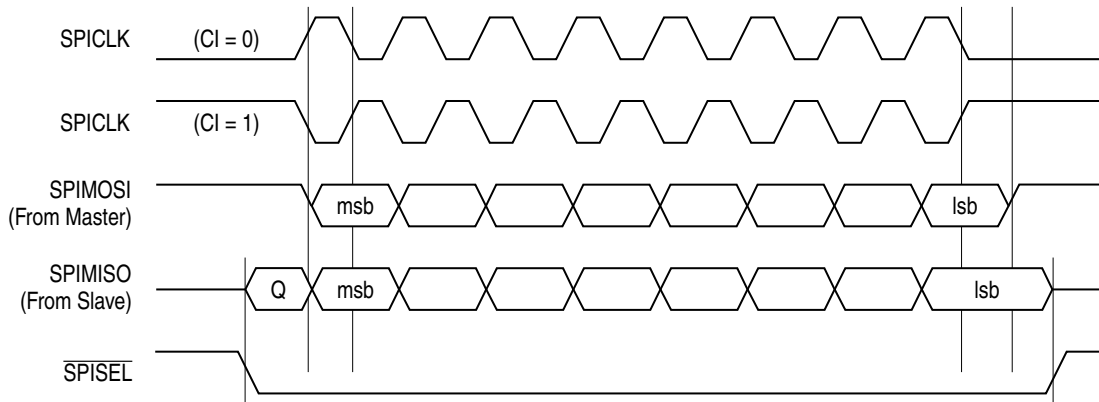 SPICLK (CI = 0)
SPICLK (CI = 1)
SPIMOSI
(From Master)
msb lsb
SPIMISO
(From Slave)
Q msb lsb
SPISEL